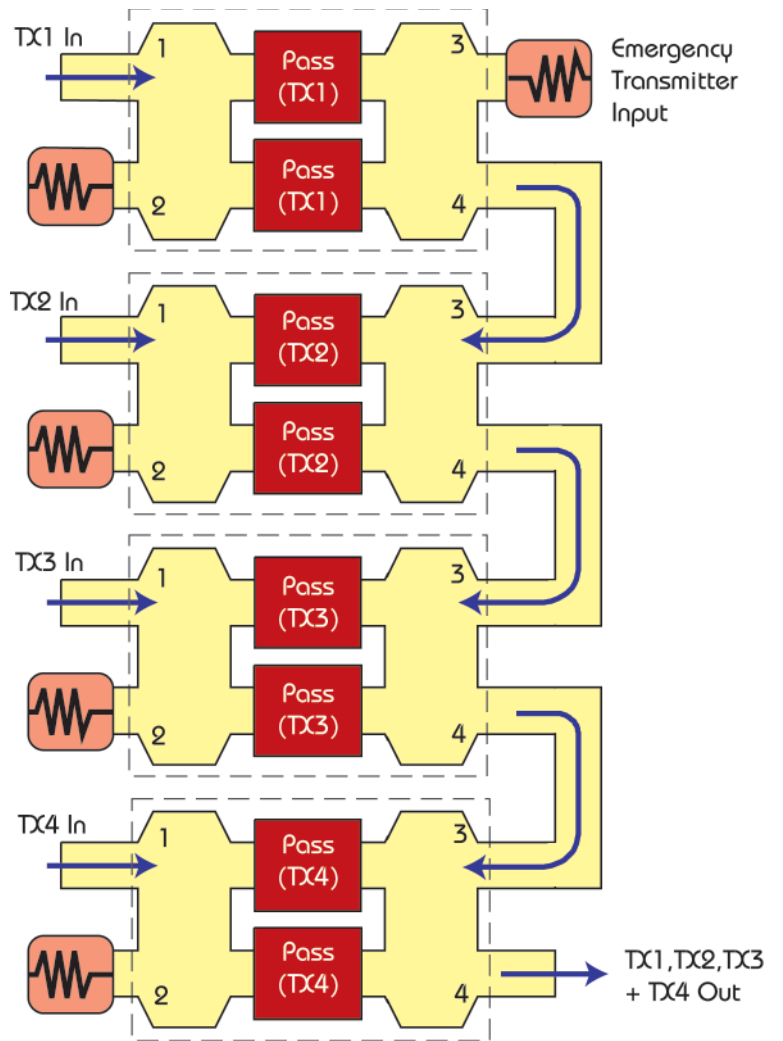 TX1 In
1
Pass
(TX1)
3
Emergency
Transmitter
Input
2
Pass
(TX1)
4
TX2 In
1
Pass
(TX2)
3
2
Pass
(TX2)
4
TX3 In
1
Pass
(TX3)
3
2
Pass
(TX3)
4
TX4 In
1
Pass
(TX4)
3
2
Pass
(TX4)
4
TX1,TX2,TX3
+ TX4 Out